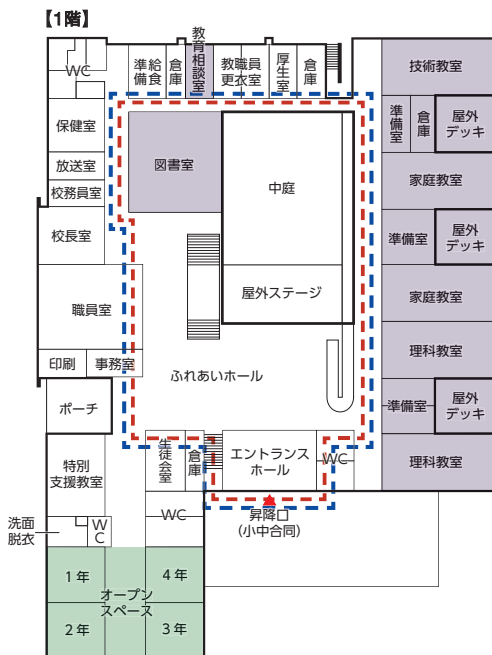 【1階】
WC
準備
給食
倉庫
教育相談室
教職員
更衣室
厚生室
倉庫
技術教室
保健室
準備室
倉庫
屋外
デッキ
放送室
図書室
中庭
家庭教室
校務員室
校長室
準備室
屋外
デッキ
屋外ステージ
家庭教室
職員室
理科教室
印刷
事務室
ふれあいホール
ポーチ
準備室
屋外
デッキ
特別
支援教室
生徒会室
倉庫
エントランス
ホール
WC
理科教室
洗面
脱衣
WC
WC
昇降口
(小中合同)
1年
4年
オープン
スペース
2年
3年